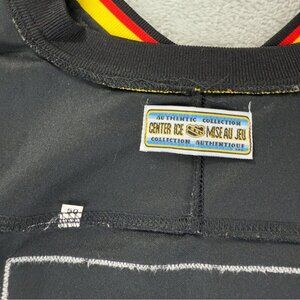 AUTHENTIC COLLECTION
CENTER ICE MISE AU JEU
COLLECTION AUTHENTIQUE